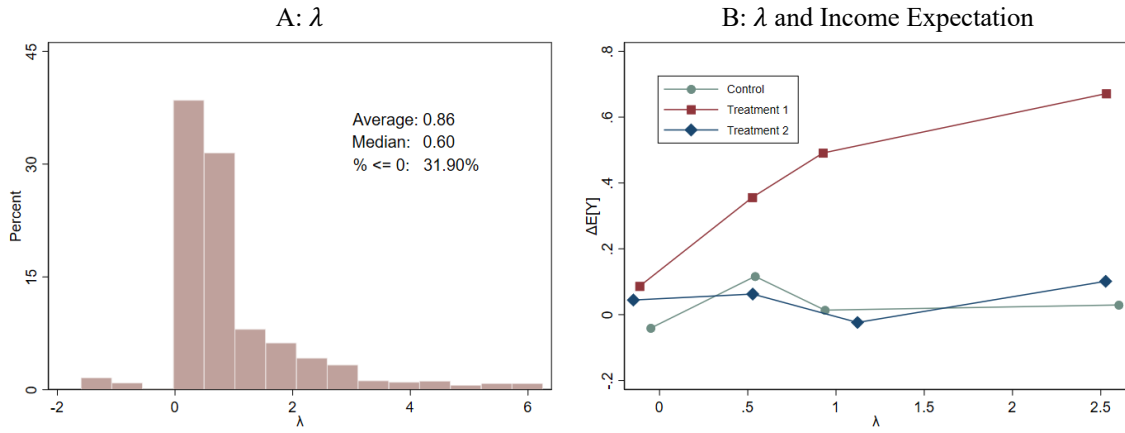 A: λ
45
30
15
0
Percent
Average: 0.86
Median: 0.60
% <= 0: 31.90%
-2
0
2
4
6
λ
B: λ and Income Expectation
.8
.6
.4
.2
0
-.2
ΔE[Y]
Control
Treatment 1
Treatment 2
0
.5
1
1.5
2
2.5
λ